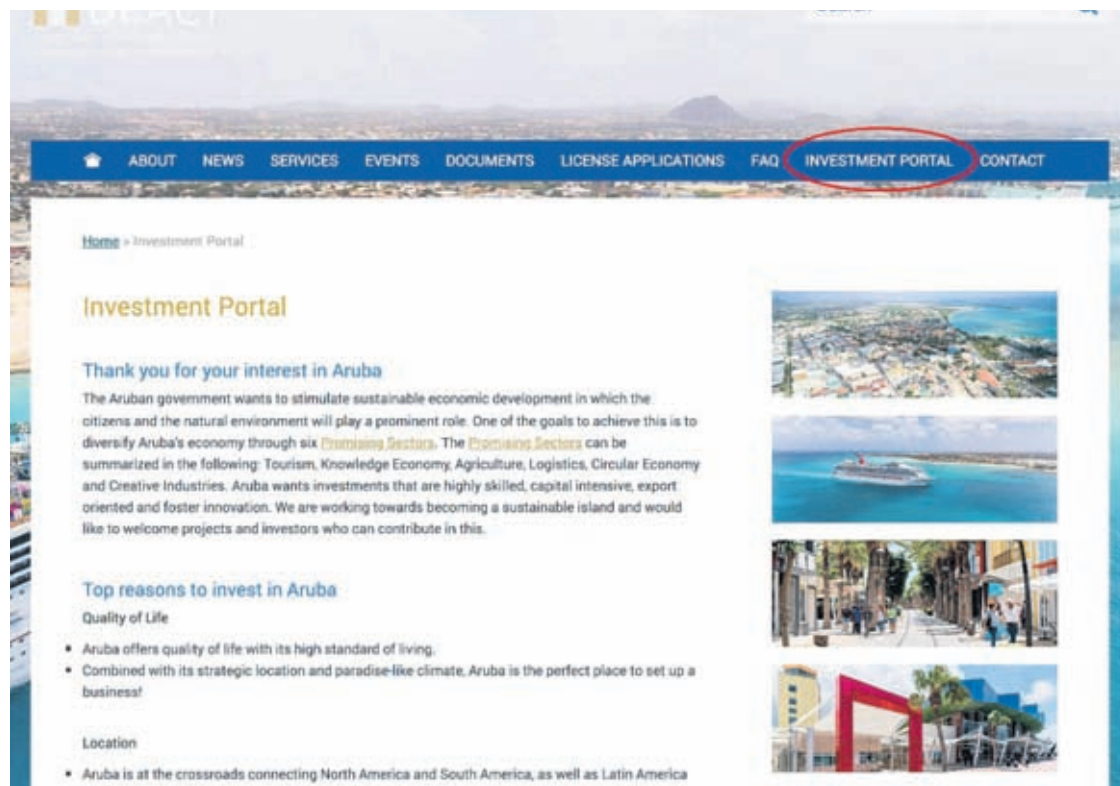 ABOUT NEWS SERVICES EVENTS DOCUMENTS LICENSE APPLICATIONS FAQ INVESTMENT PORTAL CONTACT
Home » Investment Portal
Investment Portal
Thank you for your interest in Aruba
The Aruban government wants to stimulate sustainable economic development in which the
citizens and the natural environment will play a prominent role. One of the goals to achieve this is to
diversify Aruba's economy through six Promising Sectors. The Promising Sectors can be
summarized in the following: Tourism, Knowledge Economy, Agriculture, Logistics, Circular Economy
and Creative Industries. Aruba wants investments that are highly skilled, capital intensive, export
oriented and foster innovation. We are working towards becoming a sustainable island and would
like to welcome projects and investors who can contribute in this.
Top reasons to invest in Aruba
Quality of Life
• Aruba offers quality of life with its high standard of living.
• Combined with its strategic location and paradise-like climate, Aruba is the perfect place to set up a
business!
Location
• Aruba is at the crossroads connecting North America and South America, as well as Latin America